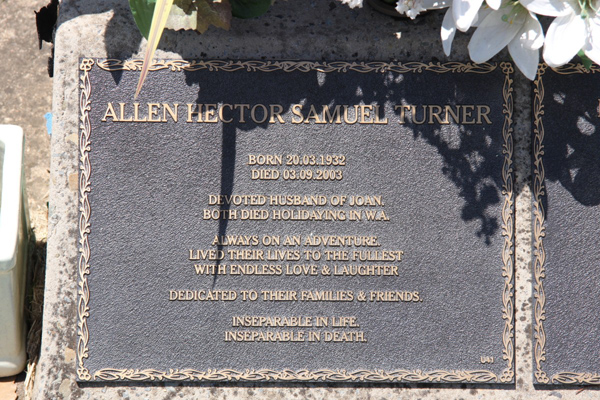 ALLEN HECTOR SAMUEL TURNER
BORN 20.03.1932
DIED 03.09.2003
DEVOTED HUSBAND OF JOAN.
BOTH DIED HOLIDAYING IN W.A.
ALWAYS ON AN ADVENTURE.
LIVED THEIR LIVES TO THE FULLEST
WITH ENDLESS LOVE & LAUGHTER
DEDICATED TO THEIR FAMILIES & FRIENDS.
INSEPARABLE IN LIFE.
INSEPARABLE IN DEATH.